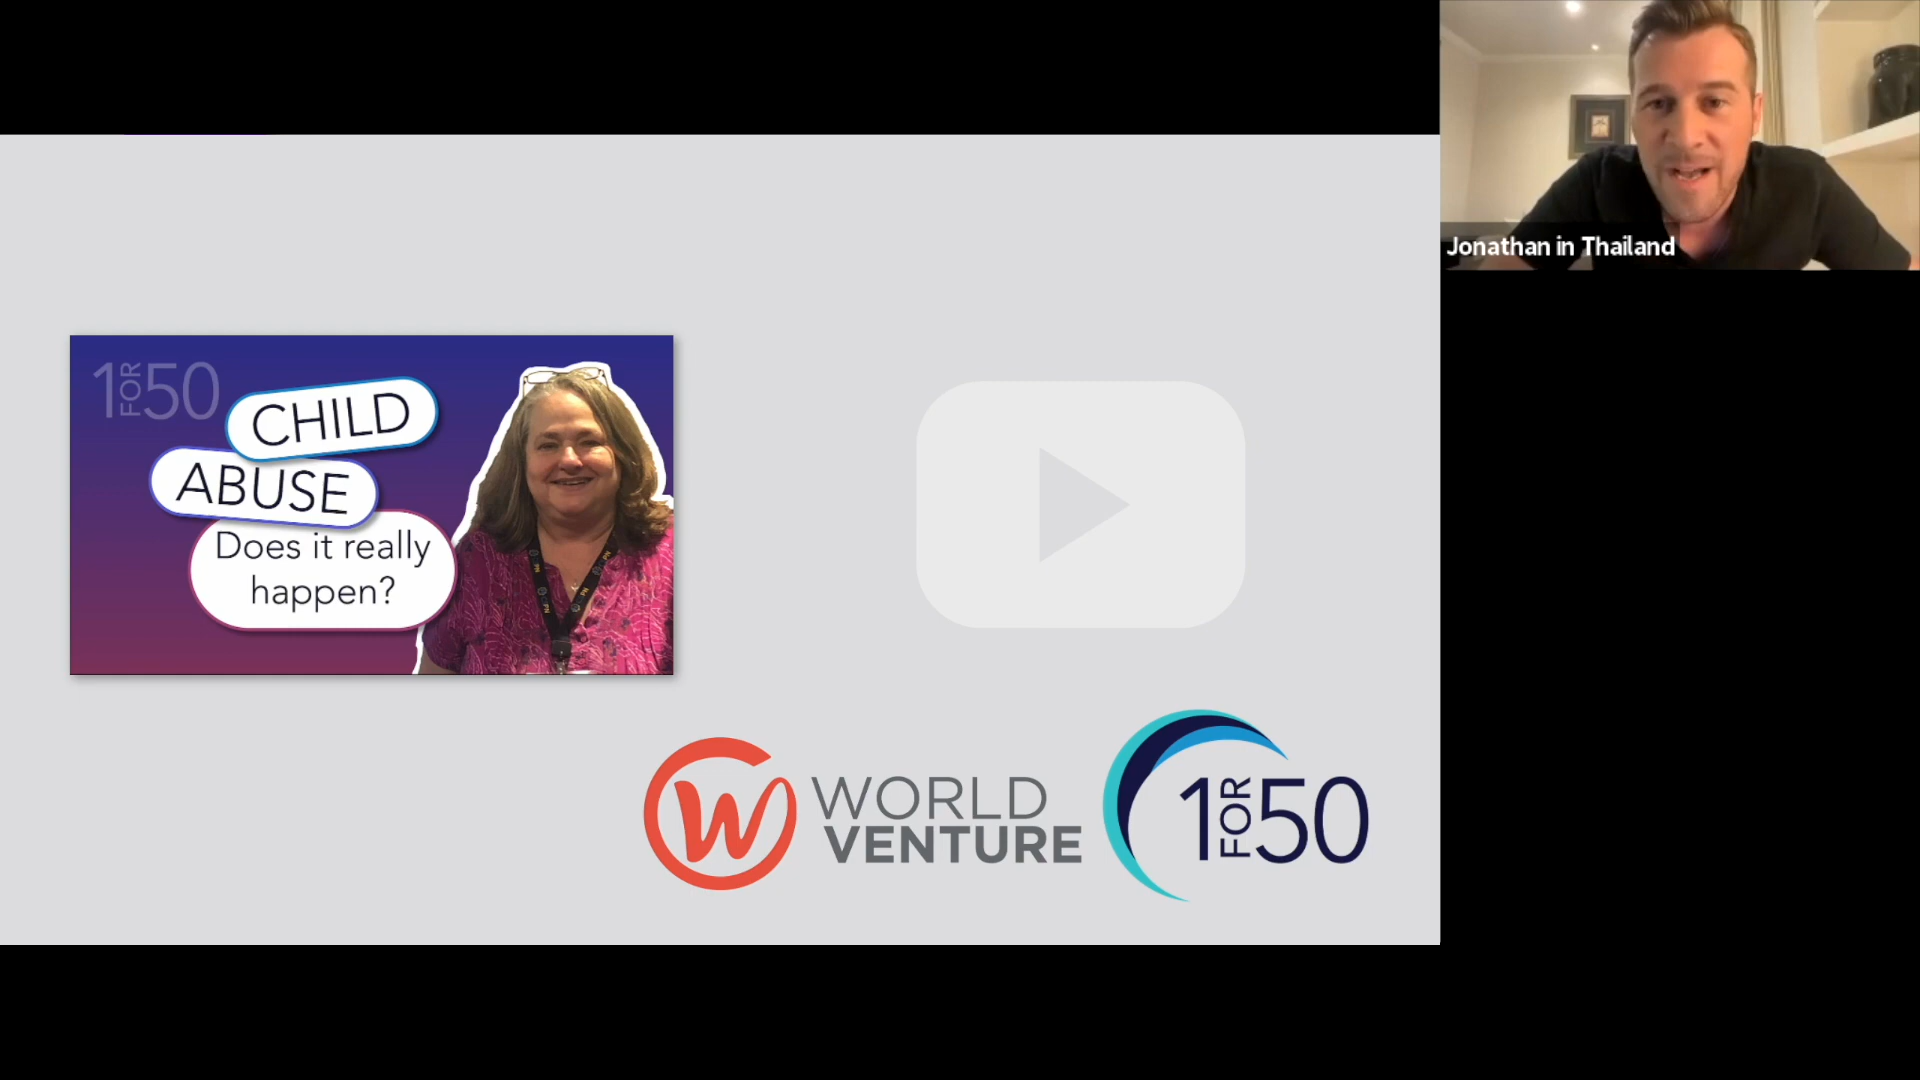 1 FOR 50
CHILD
ABUSE
Does it really
happen?
WORLD
VENTURE
1 FOR 50
Jonathan in Thailand